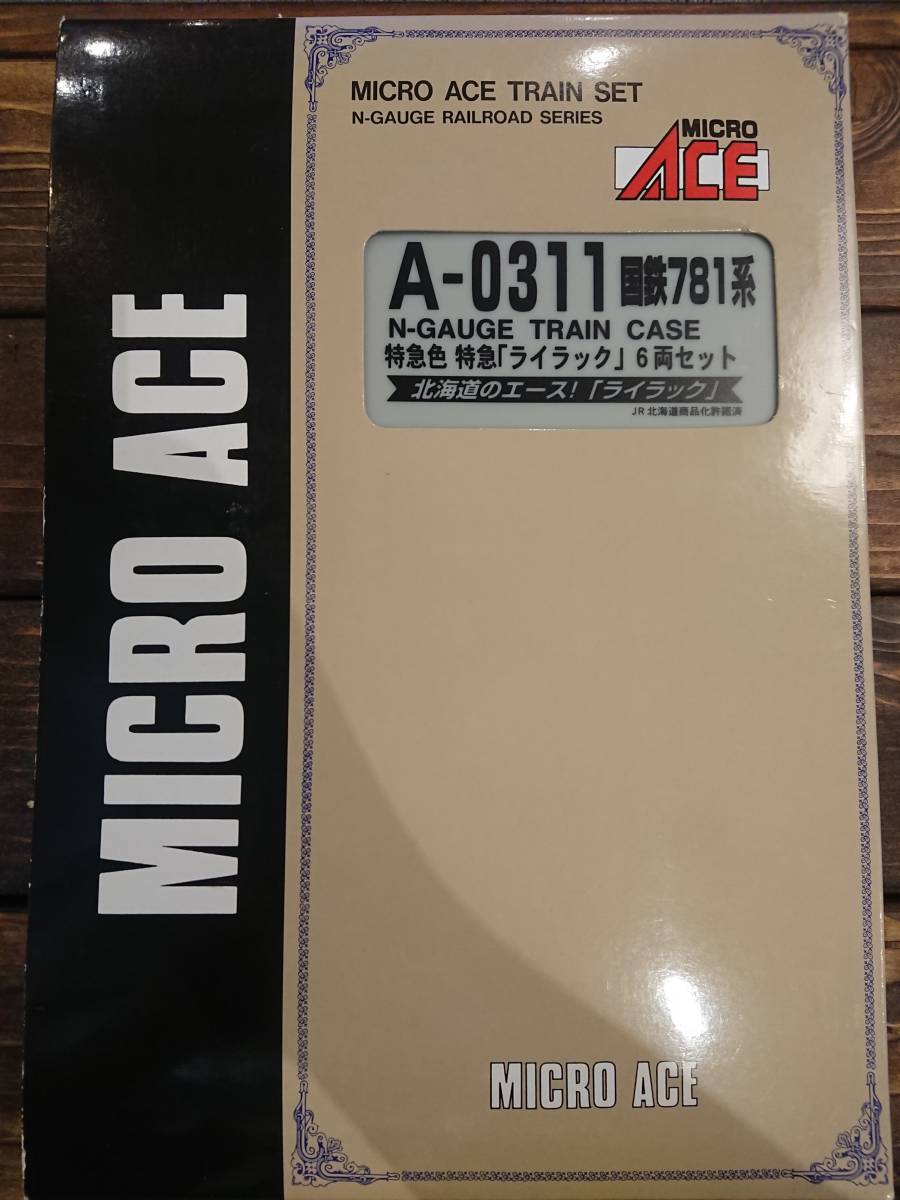 MICRO ACE
MICRO ACE TRAIN SET
N-GAUGE RAILROAD SERIES
MICRO
ACE
A-0311 国鉄781系
N-GAUGE TRAIN CASE
特急色 特急「ライラック」6両セット
北海道のエース!「ライラック」
JR北海道商品化許諾済
MICRO ACE